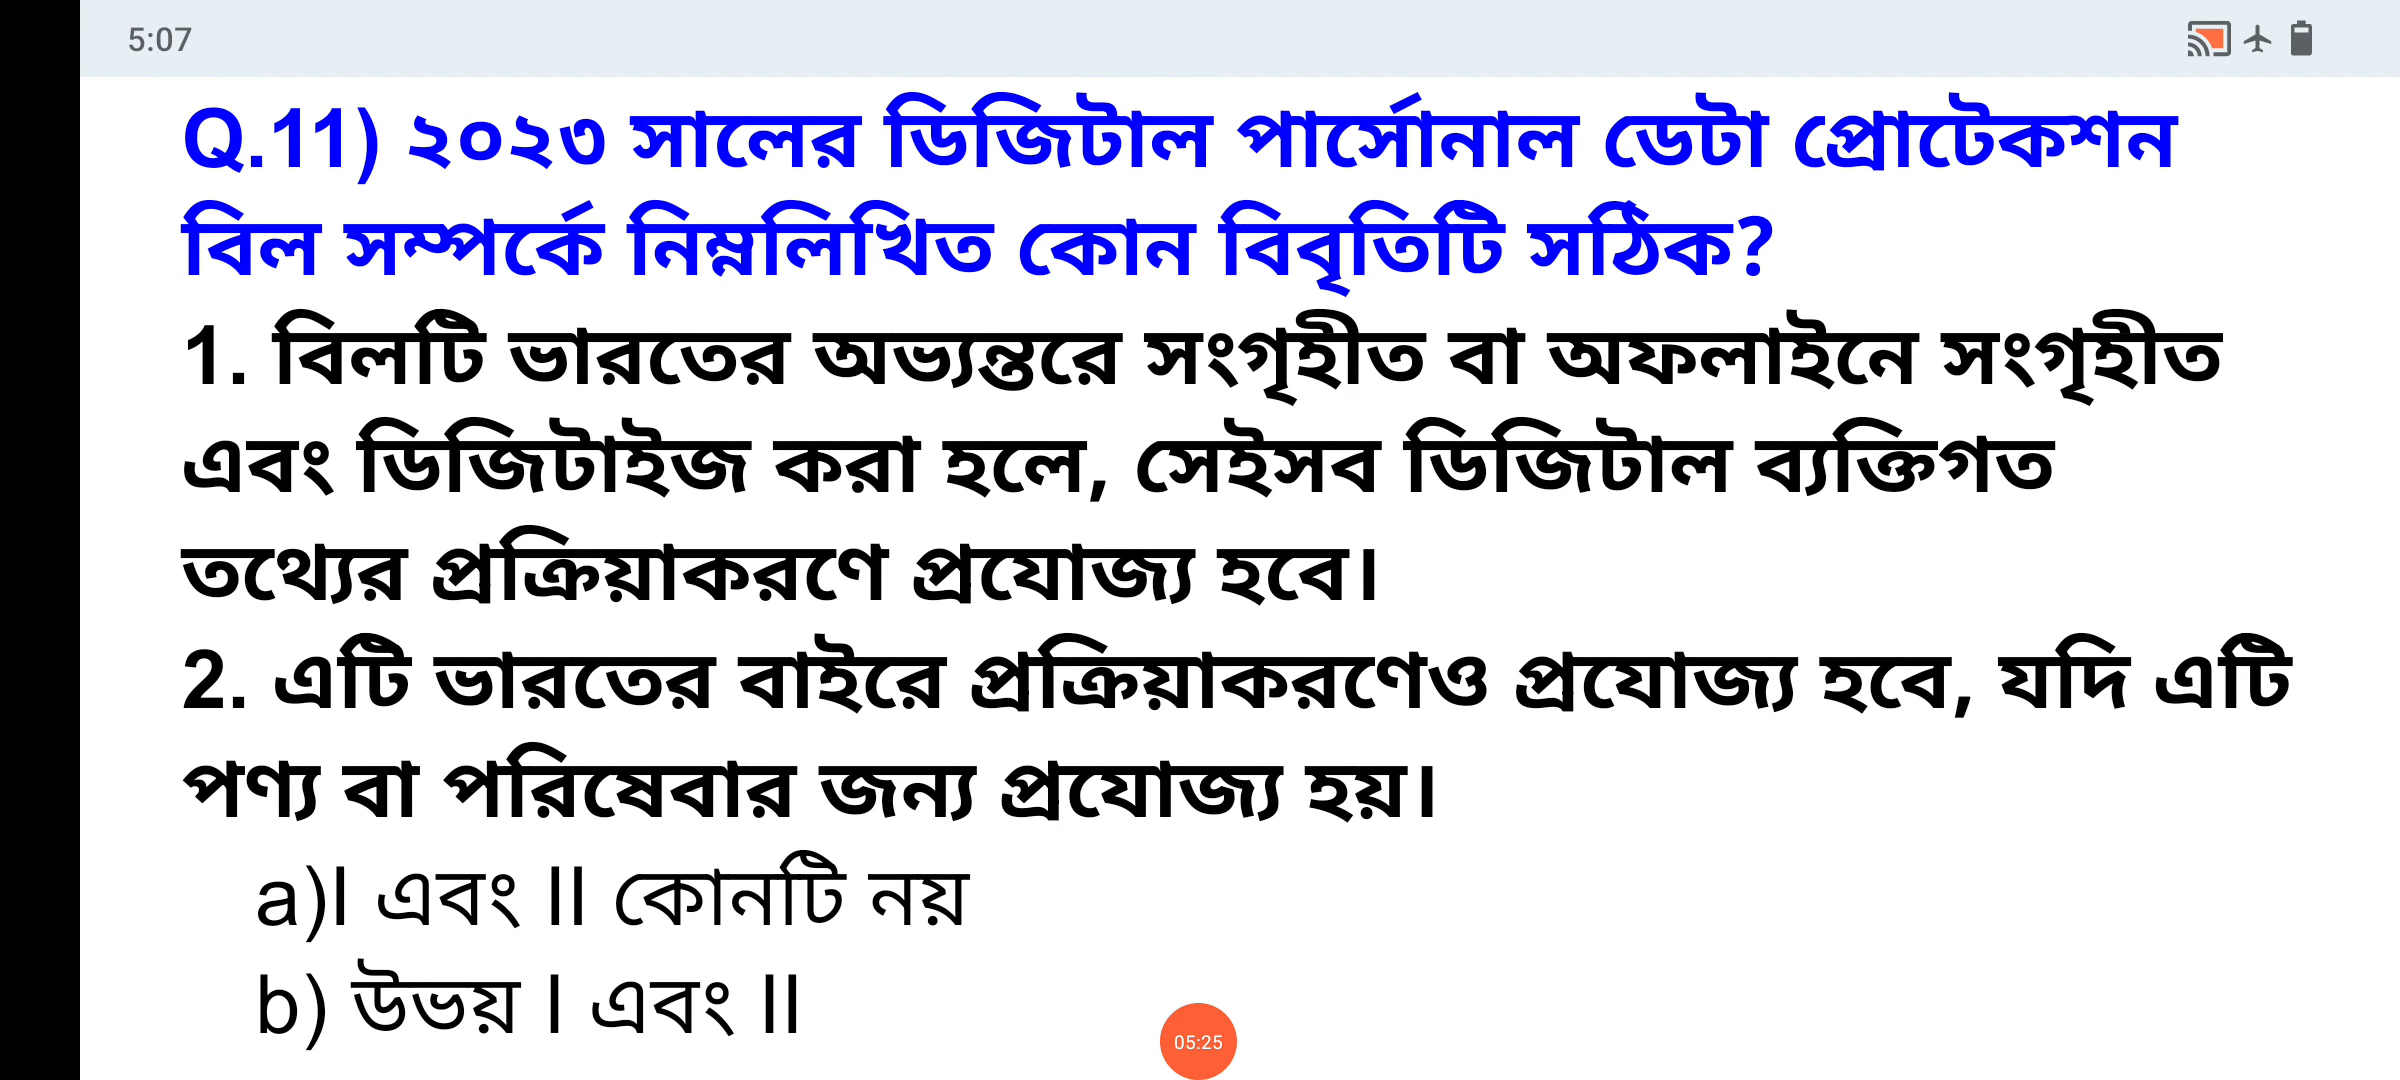 5:07
Q.11) ২০২৩ সালের ডিজিটাল পার্সোনাল ডেটা প্রোটেকশন
বিল সম্পর্কে নিম্নলিখিত কোন বিবৃতিটি সঠিক?
1. বিলটি ভারতের অভ্যন্তরে সংগৃহীত বা অফলাইনে সংগৃহীত
এবং ডিজিটাইজ করা হলে, সেইসব ডিজিটাল ব্যক্তিগত
তথ্যের প্রক্রিয়াকরণে প্রযোজ্য হবে।
2. এটি ভারতের বাইরে প্রক্রিয়াকরণেও প্রযোজ্য হবে, যদি এটি
পণ্য বা পরিষেবার জন্য প্রযোজ্য হয়।
a)I এবং II কোনটি নয়
b) উভয় I এবং II
05:25